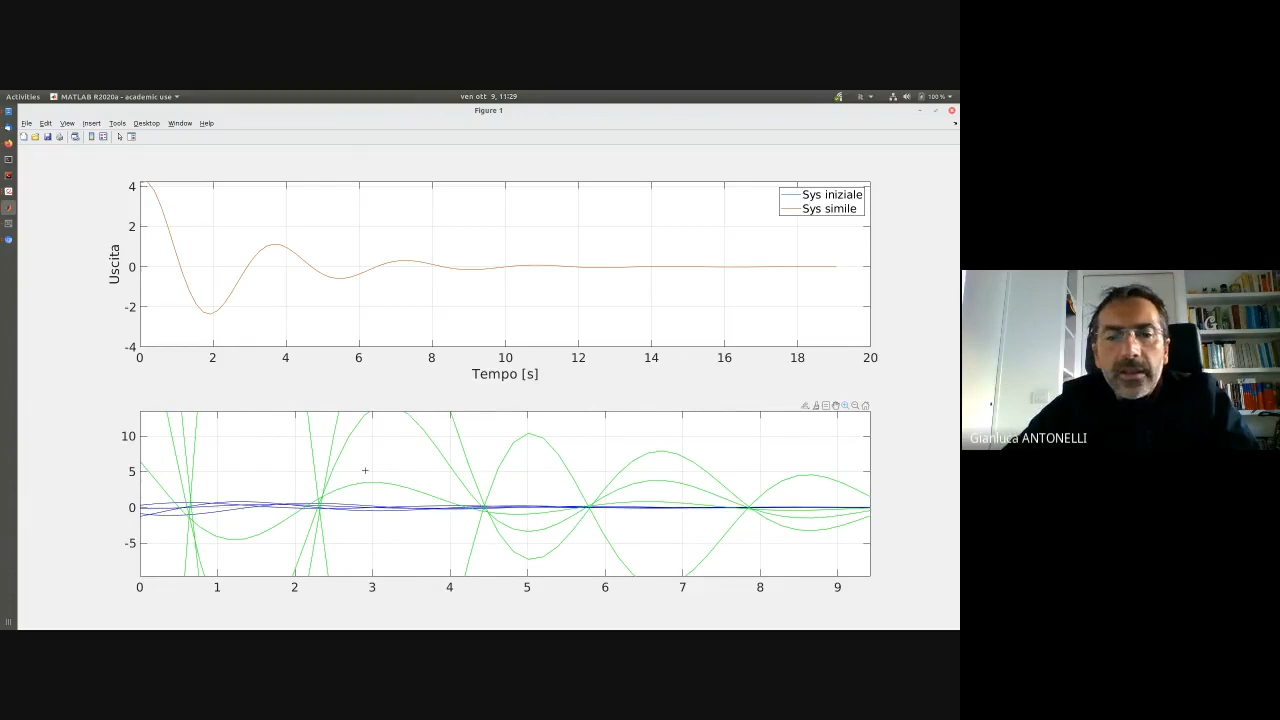 Activities MATLAB R2020a - academic use ven ott 9, 11:29 it 100 %
Figure 1
File Edit View Insert Tools Desktop Window Help
4
2
0
-2
-4
Uscita
Sys iniziale
Sys simile
0 2 4 6 8 10 12 14 16 18 20
Tempo [s]
10
5
0
-5
0 1 2 3 4 5 6 7 8 9
Gianluca ANTONELLI